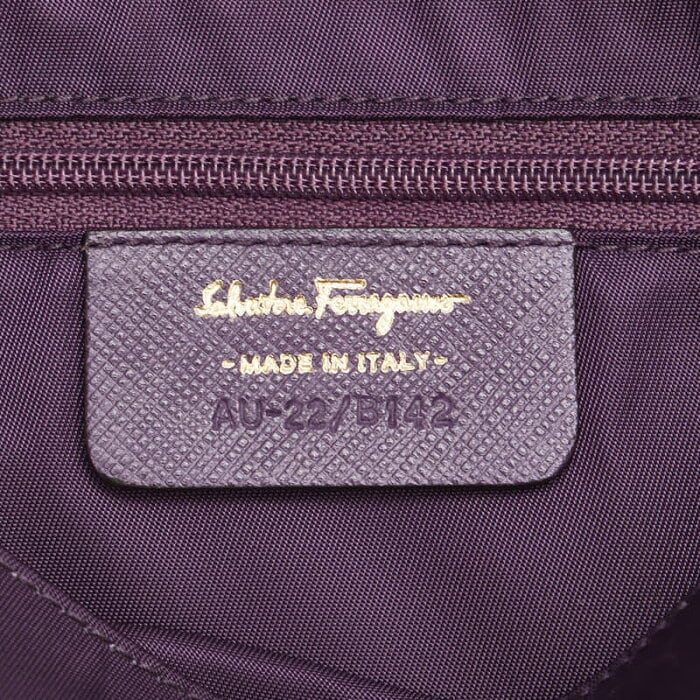 Salvatore Ferragamo
-MADE IN ITALY-
AU-22/B142